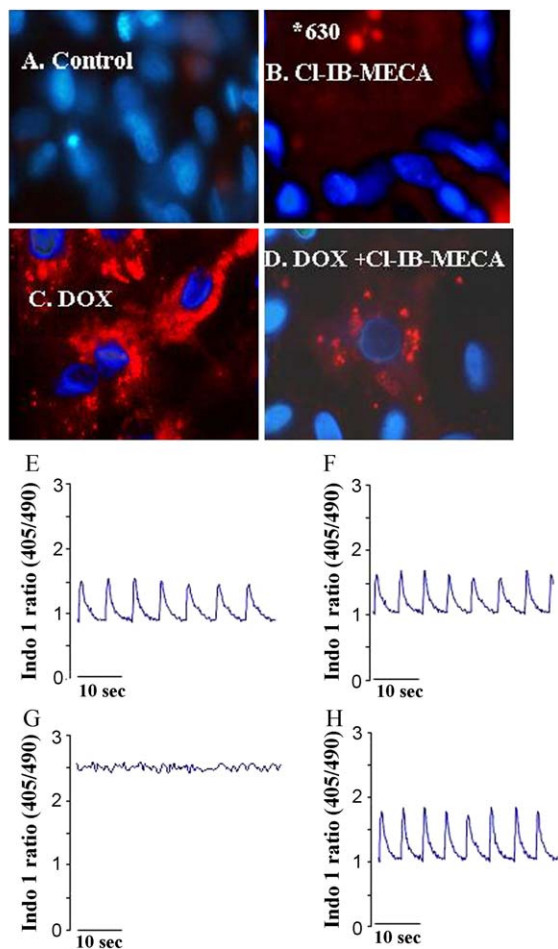 A. Control
*630
B. Cl-IB-MECA
C. DOX
D. DOX +Cl-IB-MECA
E
Indo 1 ratio (405/490)
3
2
1
0
10 sec
F
Indo 1 ratio (405/490)
3
2
1
0
10 sec
G
Indo 1 ratio (405/490)
3
2
1
0
10 sec
H
Indo 1 ratio (405/490)
3
2
1
0
10 sec